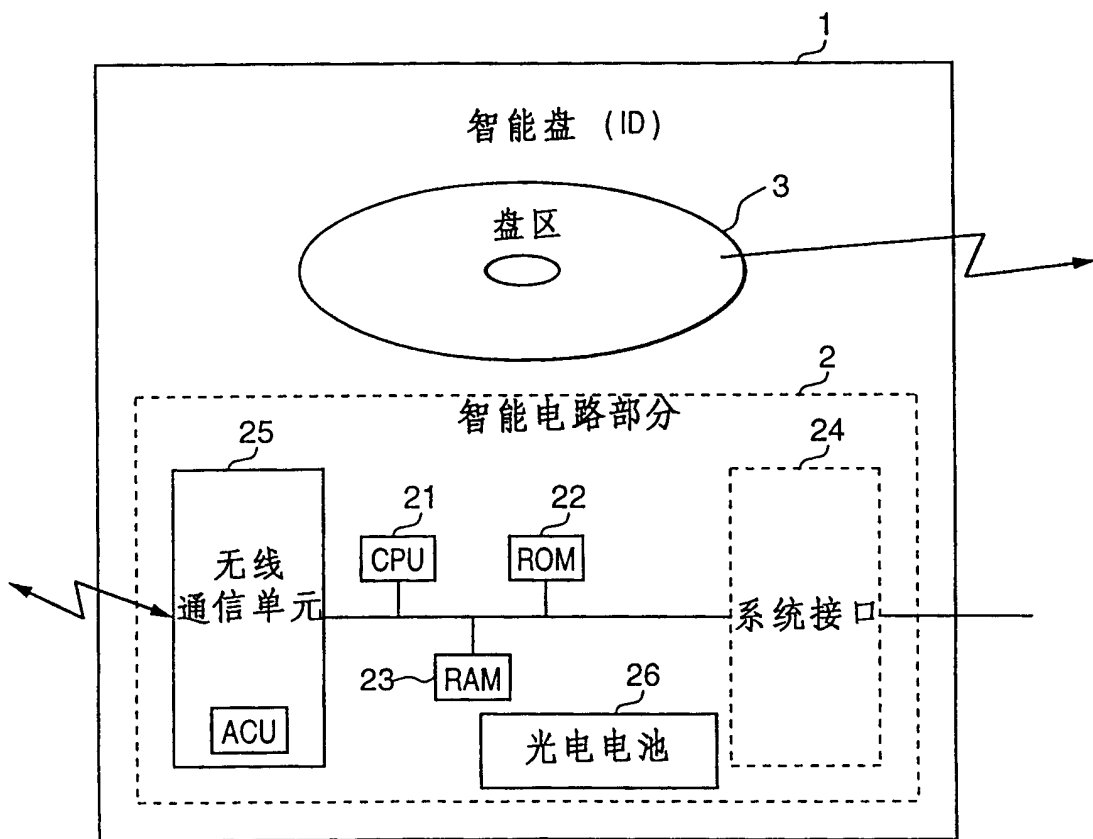 1
智能盘 (ID)
3
盘区
2
智能电路部分
25
24
21
22
CPU
ROM
无线
通信单元
系统接口
23
RAM
26
ACU
光电电池